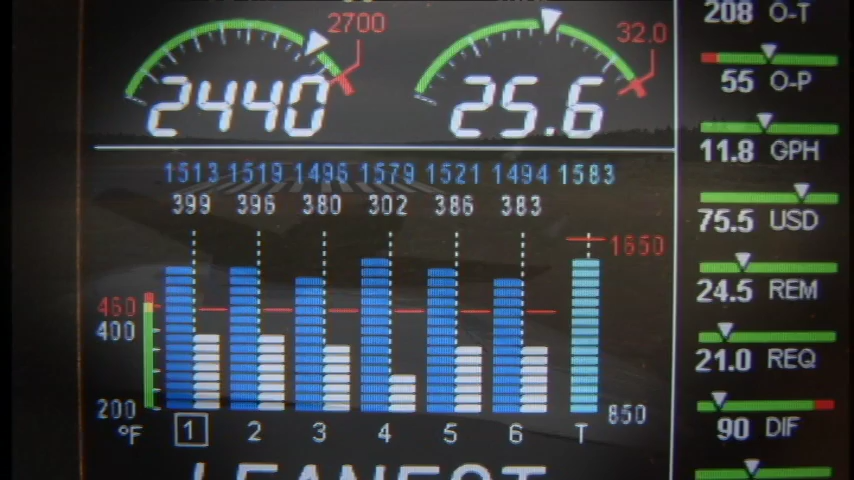 2700
32.0
2440
25.6
208 O-T
55 O-P
11.8 GPH
75.5 USD
24.5 REM
21.0 REQ
90 DIF
1513 1519 1496 1579 1521 1494 1583
399 396 380 302 386 383
1650
460
400
200
850
°F 1 2 3 4 5 6 T
LEANEST